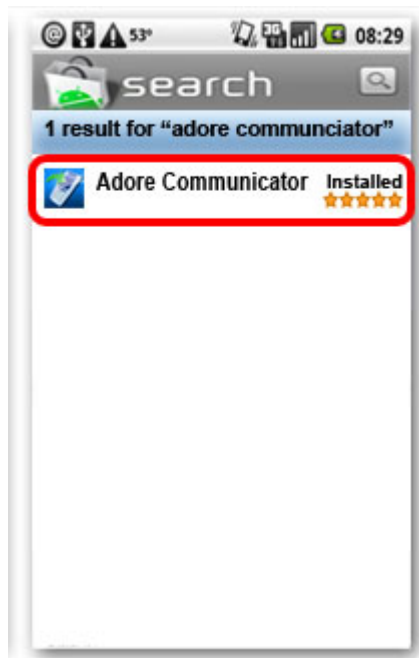 53° 08:29
search
1 result for “adore communciator”
Adore Communicator Installed